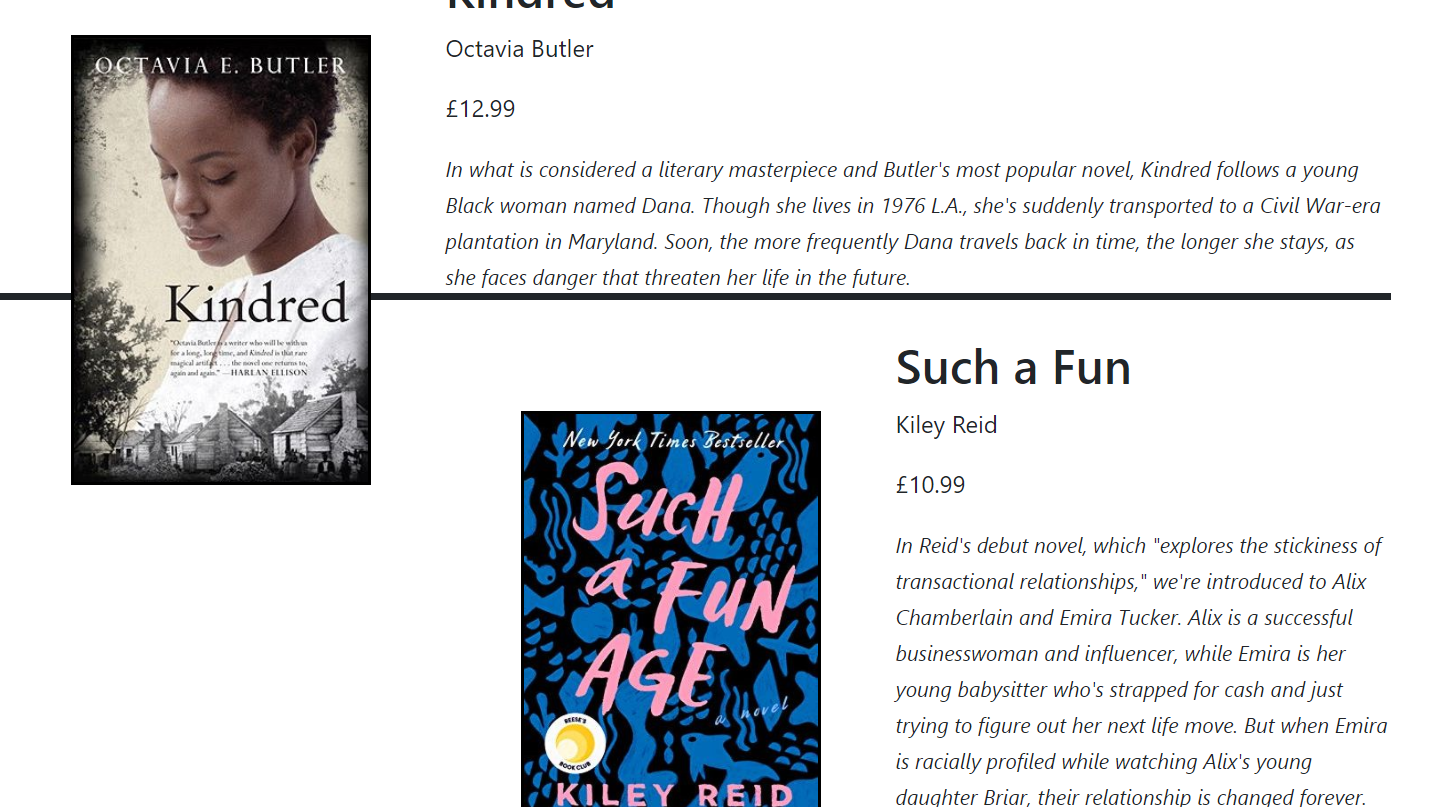 Kindred
OCTAVIA E. BUTLER
Octavia Butler
£12.99
In what is considered a literary masterpiece and Butler's most popular novel, Kindred follows a young
Black woman named Dana. Though she lives in 1976 L.A., she's suddenly transported to a Civil War-era
plantation in Maryland. Soon, the more frequently Dana travels back in time, the longer she stays, as
she faces danger that threaten her life in the future.
Kindred
"Octavia Butler is a writer who will be with us
for a long, long time, and Kindred is that rare
magical artifact . . . the novel one returns to,
again and again." —HARLAN ELLISON
Such a Fun
Kiley Reid
£10.99
In Reid's debut novel, which "explores the stickiness of
transactional relationships," we're introduced to Alix
Chamberlain and Emira Tucker. Alix is a successful
businesswoman and influencer, while Emira is her
young babysitter who's strapped for cash and just
trying to figure out her next life move. But when Emira
is racially profiled while watching Alix's young
daughter Briar, their relationship is changed forever.
New York Times Bestseller
SUCH
a FUN
AGE
a novel
REESE'S
BOOK CLUB
KILEY REID